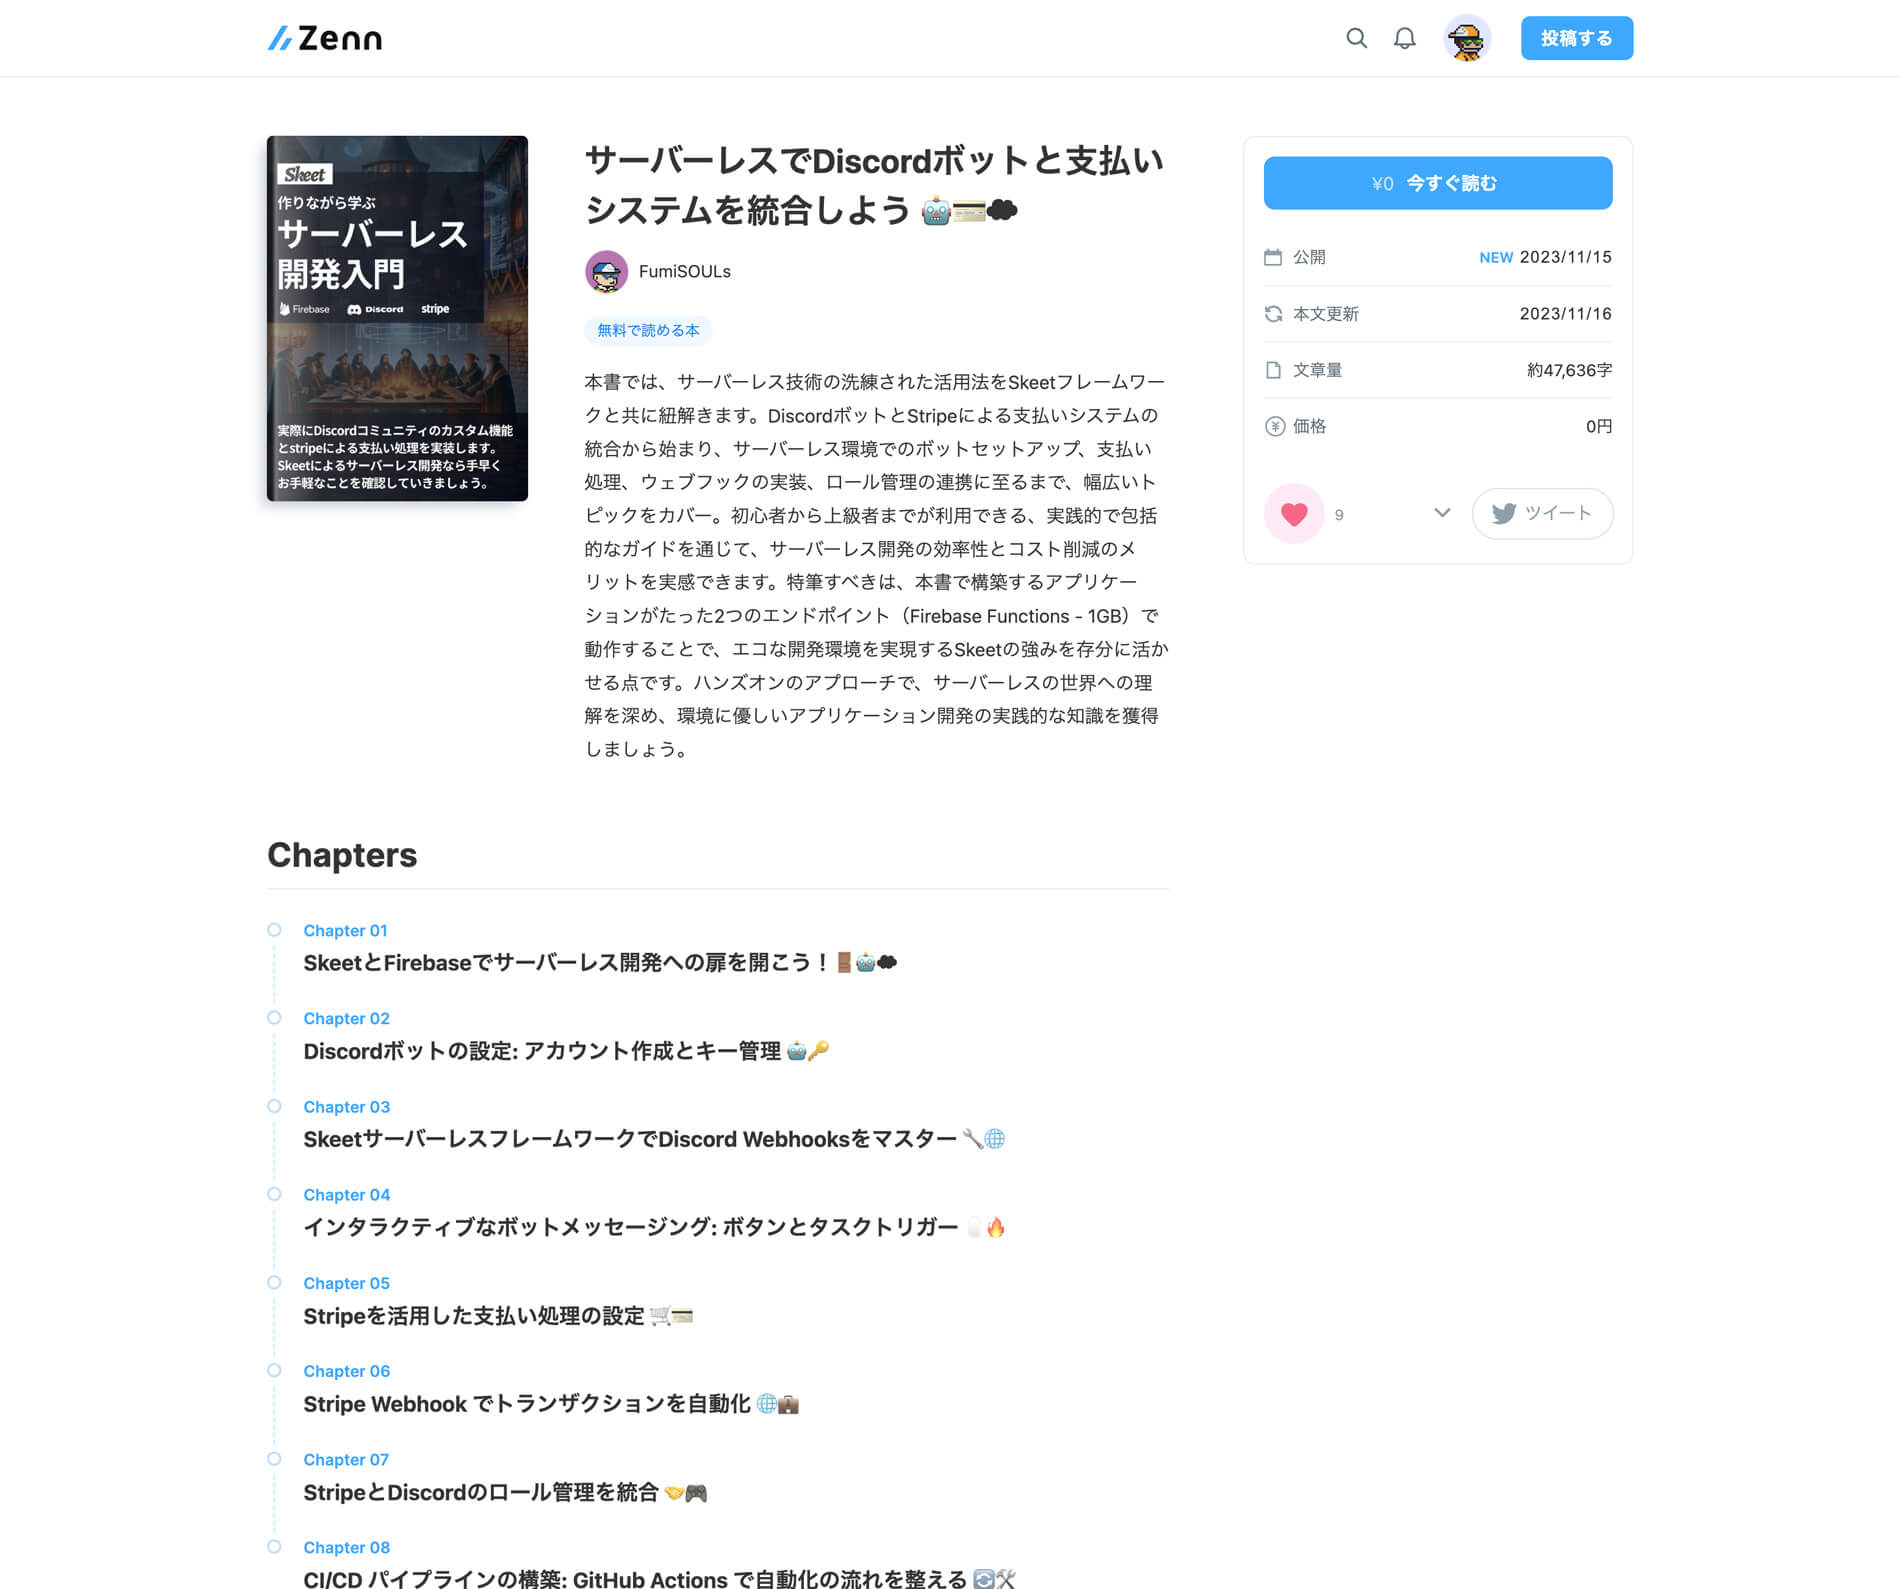 Zenn
投稿する
Skeet
作りながら学ぶ
サーバーレス
開発入門
Firebase Discord stripe
実際にDiscordコミュニティのカスタム機能
とstripeによる支払い処理を実装します。
Skeetによるサーバーレス開発なら手早く
お手軽なことを確認していきましょう。
サーバーレスでDiscordボットと支払い
システムを統合しよう 🤖💳☁
FumiSOULs
無料で読める本
本書では、サーバーレス技術の洗練された活用法をSkeetフレームワー
クと共に紐解きます。DiscordボットとStripeによる支払いシステムの
統合から始まり、サーバーレス環境でのボットセットアップ、支払い
処理、ウェブフックの実装、ロール管理の連携に至るまで、幅広いト
ピックをカバー。初心者から上級者までが利用できる、実践的で包括
的なガイドを通じて、サーバーレス開発の効率性とコスト削減のメ
リットを実感できます。特筆すべきは、本書で構築するアプリケー
ションがたった2つのエンドポイント（Firebase Functions - 1GB）で
動作することで、エコな開発環境を実現するSkeetの強みを存分に活か
せる点です。ハンズオンのアプローチで、サーバーレスの世界への理
解を深め、環境に優しいアプリケーション開発の実践的な知識を獲得
しましょう。
¥0 今すぐ読む
公開 NEW 2023/11/15
本文更新 2023/11/16
文章量 約47,636字
価格 0円
9 ツイート
Chapters
Chapter 01
SkeetとFirebaseでサーバーレス開発への扉を開こう！🚪🤖☁
Chapter 02
Discordボットの設定: アカウント作成とキー管理 🤖🔑
Chapter 03
SkeetサーバーレスフレームワークでDiscord Webhooksをマスター 🔧🌐
Chapter 04
インタラクティブなボットメッセージング: ボタンとタスクトリガー 🖱🔥
Chapter 05
Stripeを活用した支払い処理の設定 🛒💳
Chapter 06
Stripe Webhook でトランザクションを自動化 🌐💼
Chapter 07
StripeとDiscordのロール管理を統合 🤝🎮
Chapter 08
CI/CD パイプラインの構築: GitHub Actions で自動化の流れを整える 🔄🛠